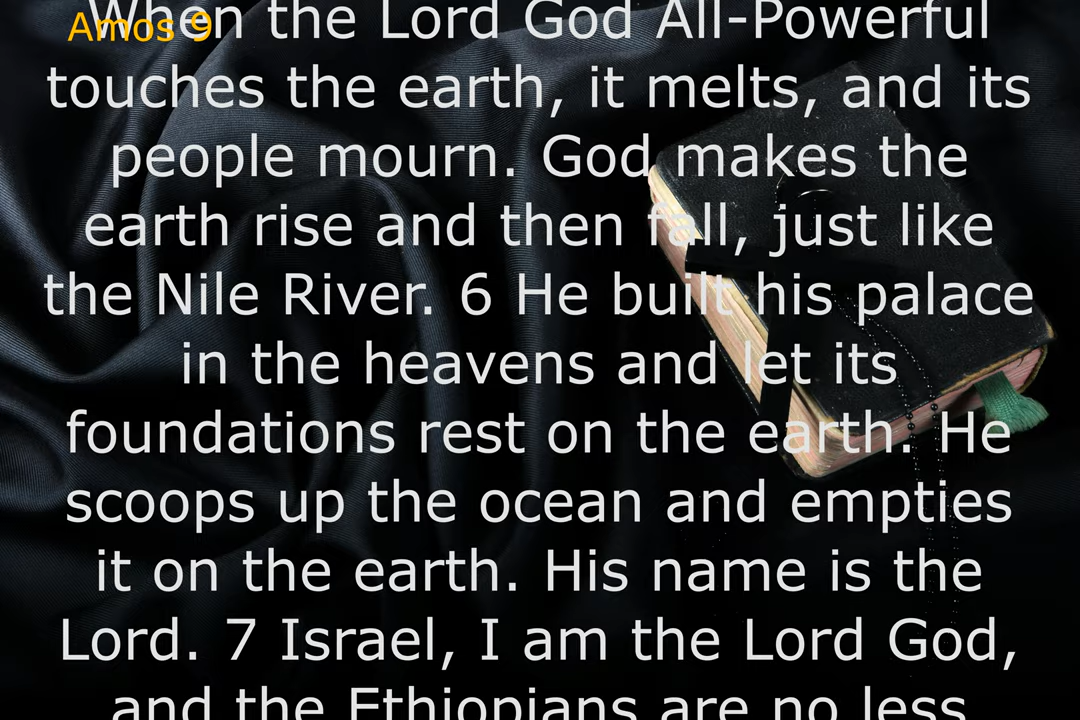 Amos 9
When the Lord God All-Powerful
touches the earth, it melts, and its
people mourn. God makes the
earth rise and then fall, just like
the Nile River. 6 He built his palace
in the heavens and let its
foundations rest on the earth. He
scoops up the ocean and empties
it on the earth. His name is the
Lord. 7 Israel, I am the Lord God,
and the Ethiopians are no less